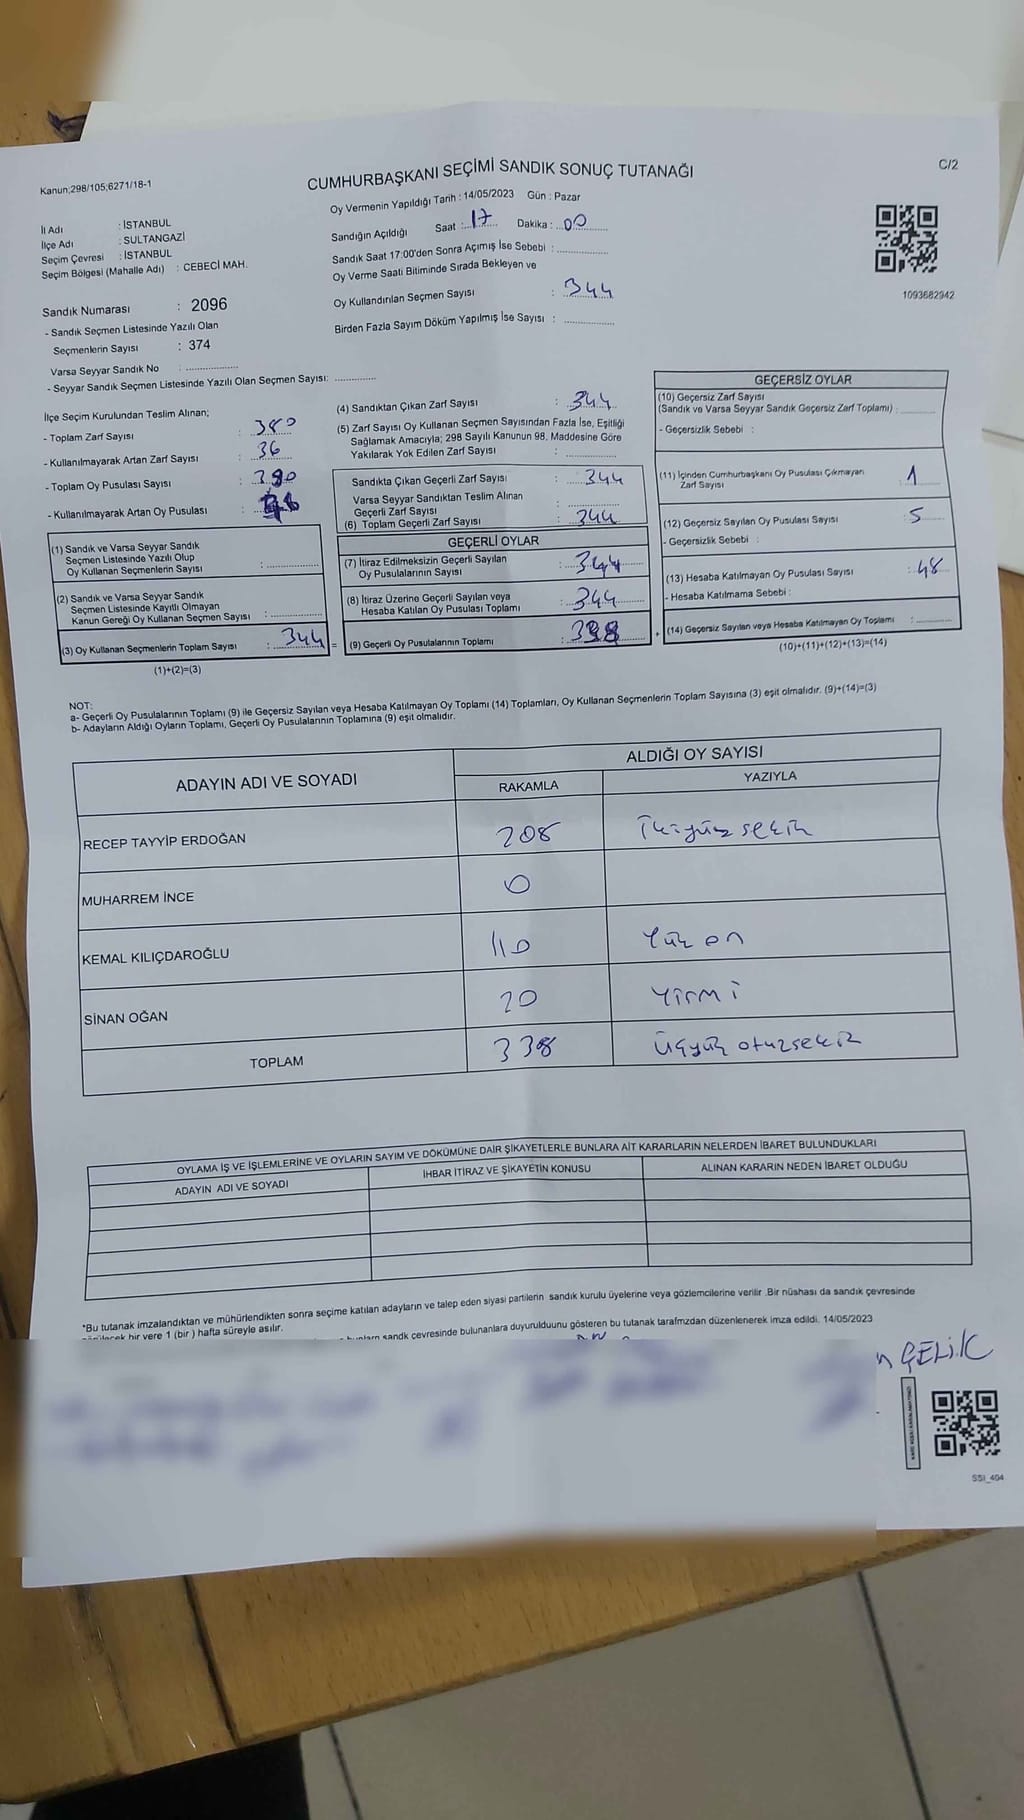 Kanun;298/105;6271/18-1
CUMHURBAŞKANI SEÇİMİ SANDIK SONUÇ TUTANAĞI
C/2
Oy Vermenin Yapıldığı Tarih : 14/05/2023 Gün : Pazar
İl Adı : İSTANBUL
İlçe Adı : SULTANGAZİ
Seçim Çevresi : İSTANBUL
Seçim Bölgesi (Mahalle Adı) : CEBECİ MAH.
Sandığın Açıldığı Saat : 17 Dakika : 00
Sandık Saat 17:00'den Sonra Açımış İse Sebebi :
Oy Verme Saati Bitiminde Sırada Bekleyen ve
Oy Kullandırılan Seçmen Sayısı : 344
Birden Fazla Sayım Döküm Yapılmış İse Sayısı :
1093682942
Sandık Numarası : 2096
- Sandık Seçmen Listesinde Yazılı Olan
Seçmenlerin Sayısı : 374
Varsa Seyyar Sandık No :
- Seyyar Sandık Seçmen Listesinde Yazılı Olan Seçmen Sayısı:
İlçe Seçim Kurulundan Teslim Alınan;
- Toplam Zarf Sayısı : 380
- Kullanılmayarak Artan Zarf Sayısı : 36
- Toplam Oy Pusulası Sayısı :
- Kullanılmayarak Artan Oy Pusulası :
(1) Sandık ve Varsa Seyyar Sandık
Seçmen Listesinde Yazılı Olup
Oy Kullanan Seçmenlerin Sayısı :
(2) Sandık ve Varsa Seyyar Sandık
Seçmen Listesinde Kayıtlı Olmayan
Kanun Gereği Oy Kullanan Seçmen Sayısı :
(3) Oy Kullanan Seçmenlerin Toplam Sayısı : 344 =
(1)+(2)=(3)
(4) Sandıktan Çıkan Zarf Sayısı : 344
(5) Zarf Sayısı Oy Kullanan Seçmen Sayısından Fazla İse, Eşitliği
Sağlamak Amacıyla; 298 Sayılı Kanunun 98. Maddesine Göre
Yakılarak Yok Edilen Zarf Sayısı :
Sandıkta Çıkan Geçerli Zarf Sayısı : 344
Varsa Seyyar Sandıktan Teslim Alınan
Geçerli Zarf Sayısı :
(6) Toplam Geçerli Zarf Sayısı : 344
GEÇERLİ OYLAR
(7) İtiraz Edilmeksizin Geçerli Sayılan
Oy Pusulalarının Sayısı : 344
(8) İtiraz Üzerine Geçerli Sayılan veya
Hesaba Katılan Oy Pusulası Toplamı : 344
(9) Geçerli Oy Pusulalarının Toplamı : 338 +
GEÇERSİZ OYLAR
(10) Geçersiz Zarf Sayısı
(Sandık ve Varsa Seyyar Sandık Geçersiz Zarf Toplamı) :
- Geçersizlik Sebebi :
(11) İçinden Cumhurbaşkanı Oy Pusulası Çıkmayan
Zarf Sayısı : 1
(12) Geçersiz Sayılan Oy Pusulası Sayısı : 5
- Geçersizlik Sebebi :
(13) Hesaba Katılmayan Oy Pusulası Sayısı : 48
- Hesaba Katılmama Sebebi :
(14) Geçersiz Sayılan veya Hesaba Katılmayan Oy Toplamı :
(10)+(11)+(12)+(13)=(14)
NOT:
a- Geçerli Oy Pusulalarının Toplamı (9) ile Geçersiz Sayılan veya Hesaba Katılmayan Oy Toplamı (14) Toplamları, Oy Kullanan Seçmenlerin Toplam Sayısına (3) eşit olmalıdır. (9)+(14)=(3)
b- Adayların Aldığı Oyların Toplamı, Geçerli Oy Pusulalarının Toplamına (9) eşit olmalıdır.
ADAYIN ADI VE SOYADI
ALDIĞI OY SAYISI
RAKAMLA YAZIYLA
RECEP TAYYİP ERDOĞAN 208 İkiyüz sekiz
MUHARREM İNCE 0
KEMAL KILIÇDAROĞLU 110 Yüz on
SİNAN OĞAN 20 Yirmi
TOPLAM 338 Üçyüz otuzsekiz
OYLAMA İŞ VE İŞLEMLERİNE VE OYLARIN SAYIM VE DÖKÜMÜNE DAİR ŞİKAYETLERLE BUNLARA AİT KARARLARIN NELERDEN İBARET BULUNDUKLARI
ADAYIN ADI VE SOYADI İHBAR İTİRAZ VE ŞİKAYETİN KONUSU ALINAN KARARIN NEDEN İBARET OLDUĞU
*Bu tutanak imzalandıktan ve mühürlendikten sonra seçime katılan adayların ve talep eden siyasi partilerin sandık kurulu üyelerine veya gözlemcilerine verilir .Bir nüshası da sandık çevresinde
bir yere 1 (bir ) hafta süreyle asılır.
sandık çevresinde bulunanlara duyurulduunu gösteren bu tutanak tarafımzdan düzenlenerek imza edildi. 14/05/2023
ÇELİK
SSI_404